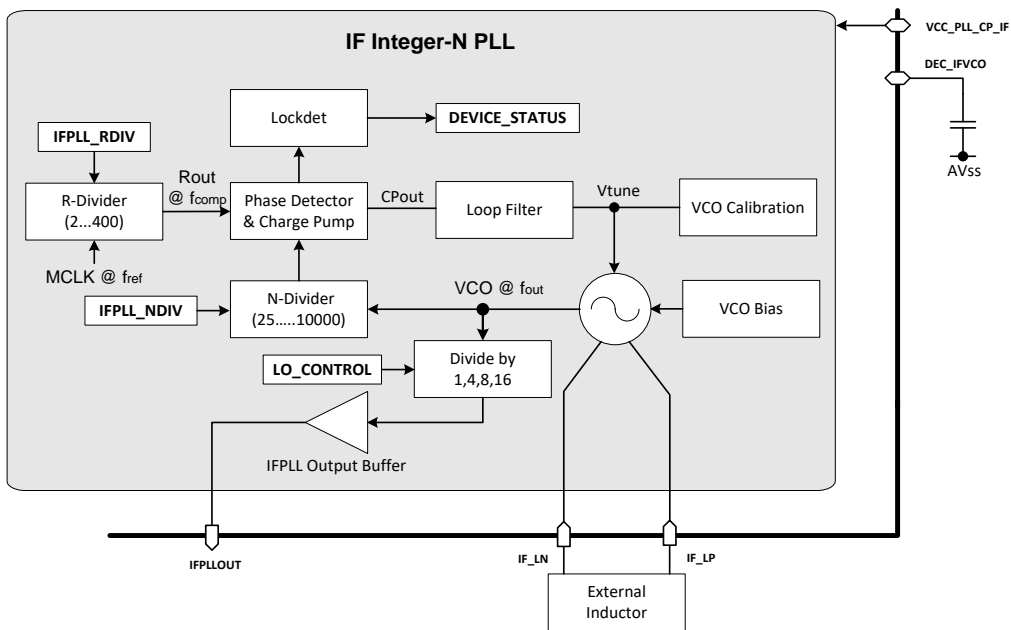 IF Integer-N PLL
VCC_PLL_CP_IF
DEC_IFVCO
AVss
Lockdet
DEVICE_STATUS
IFPLL_RDIV
R-Divider
(2...400)
Rout
@ fcomp
Phase Detector
& Charge Pump
CPout
Loop Filter
Vtune
VCO Calibration
MCLK @ fref
IFPLL_NDIV
N-Divider
(25.....10000)
VCO @ fout
VCO Bias
LO_CONTROL
Divide by
1,4,8,16
IFPLL Output Buffer
IFPLLOUT
IF_LN
IF_LP
External
Inductor